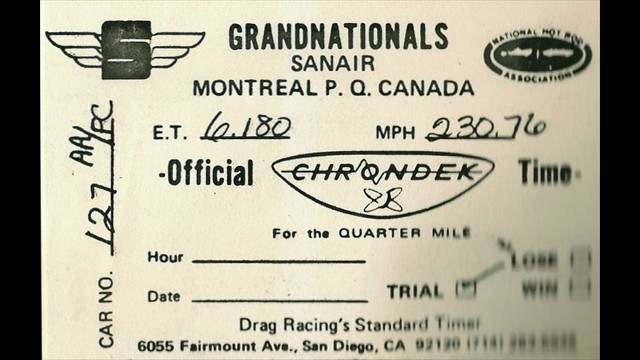 S
GRANDNATIONALS
NATIONAL HOT ROD ASSOCIATION
SANAIR
MONTREAL P. Q. CANADA
E.T. 6.180 MPH 230.76
CAR NO. 127 AA/FC
-Official CHRONDEK Time-
For the QUARTER MILE
Hour
LOSE
Date
TRIAL
WIN
Drag Racing's Standard Timer
6055 Fairmount Ave., San Diego, CA 92120 (714)